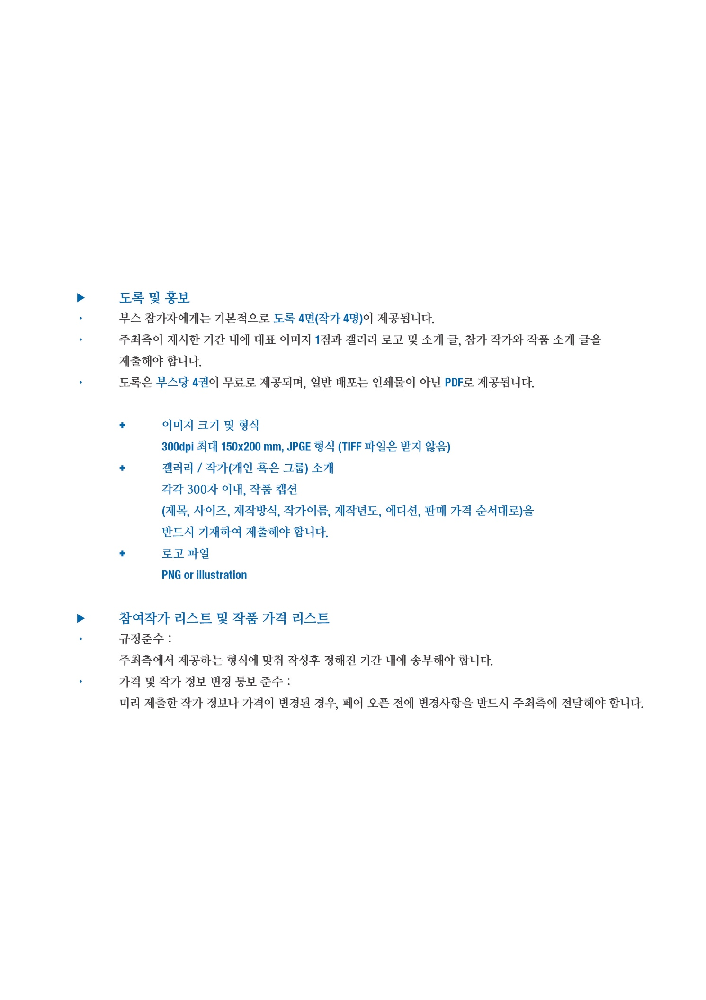 ▶ 도록 및 홍보
· 부스 참가자에게는 기본적으로 도록 4면(작가 4명)이 제공됩니다.
· 주최측이 제시한 기간 내에 대표 이미지 1점과 갤러리 로고 및 소개 글, 참가 작가와 작품 소개 글을
제출해야 합니다.
· 도록은 부스당 4권이 무료로 제공되며, 일반 배포는 인쇄물이 아닌 PDF로 제공됩니다.
+ 이미지 크기 및 형식
300dpi 최대 150x200 mm, JPGE 형식 (TIFF 파일은 받지 않음)
+ 갤러리 / 작가(개인 혹은 그룹) 소개
각각 300자 이내, 작품 캡션
(제목, 사이즈, 제작방식, 작가이름, 제작년도, 에디션, 판매 가격 순서대로)을
반드시 기재하여 제출해야 합니다.
+ 로고 파일
PNG or illustration
▶ 참여작가 리스트 및 작품 가격 리스트
· 규정준수 :
주최측에서 제공하는 형식에 맞춰 작성후 정해진 기간 내에 송부해야 합니다.
· 가격 및 작가 정보 변경 통보 준수 :
미리 제출한 작가 정보나 가격이 변경된 경우, 페어 오픈 전에 변경사항을 반드시 주최측에 전달해야 합니다.